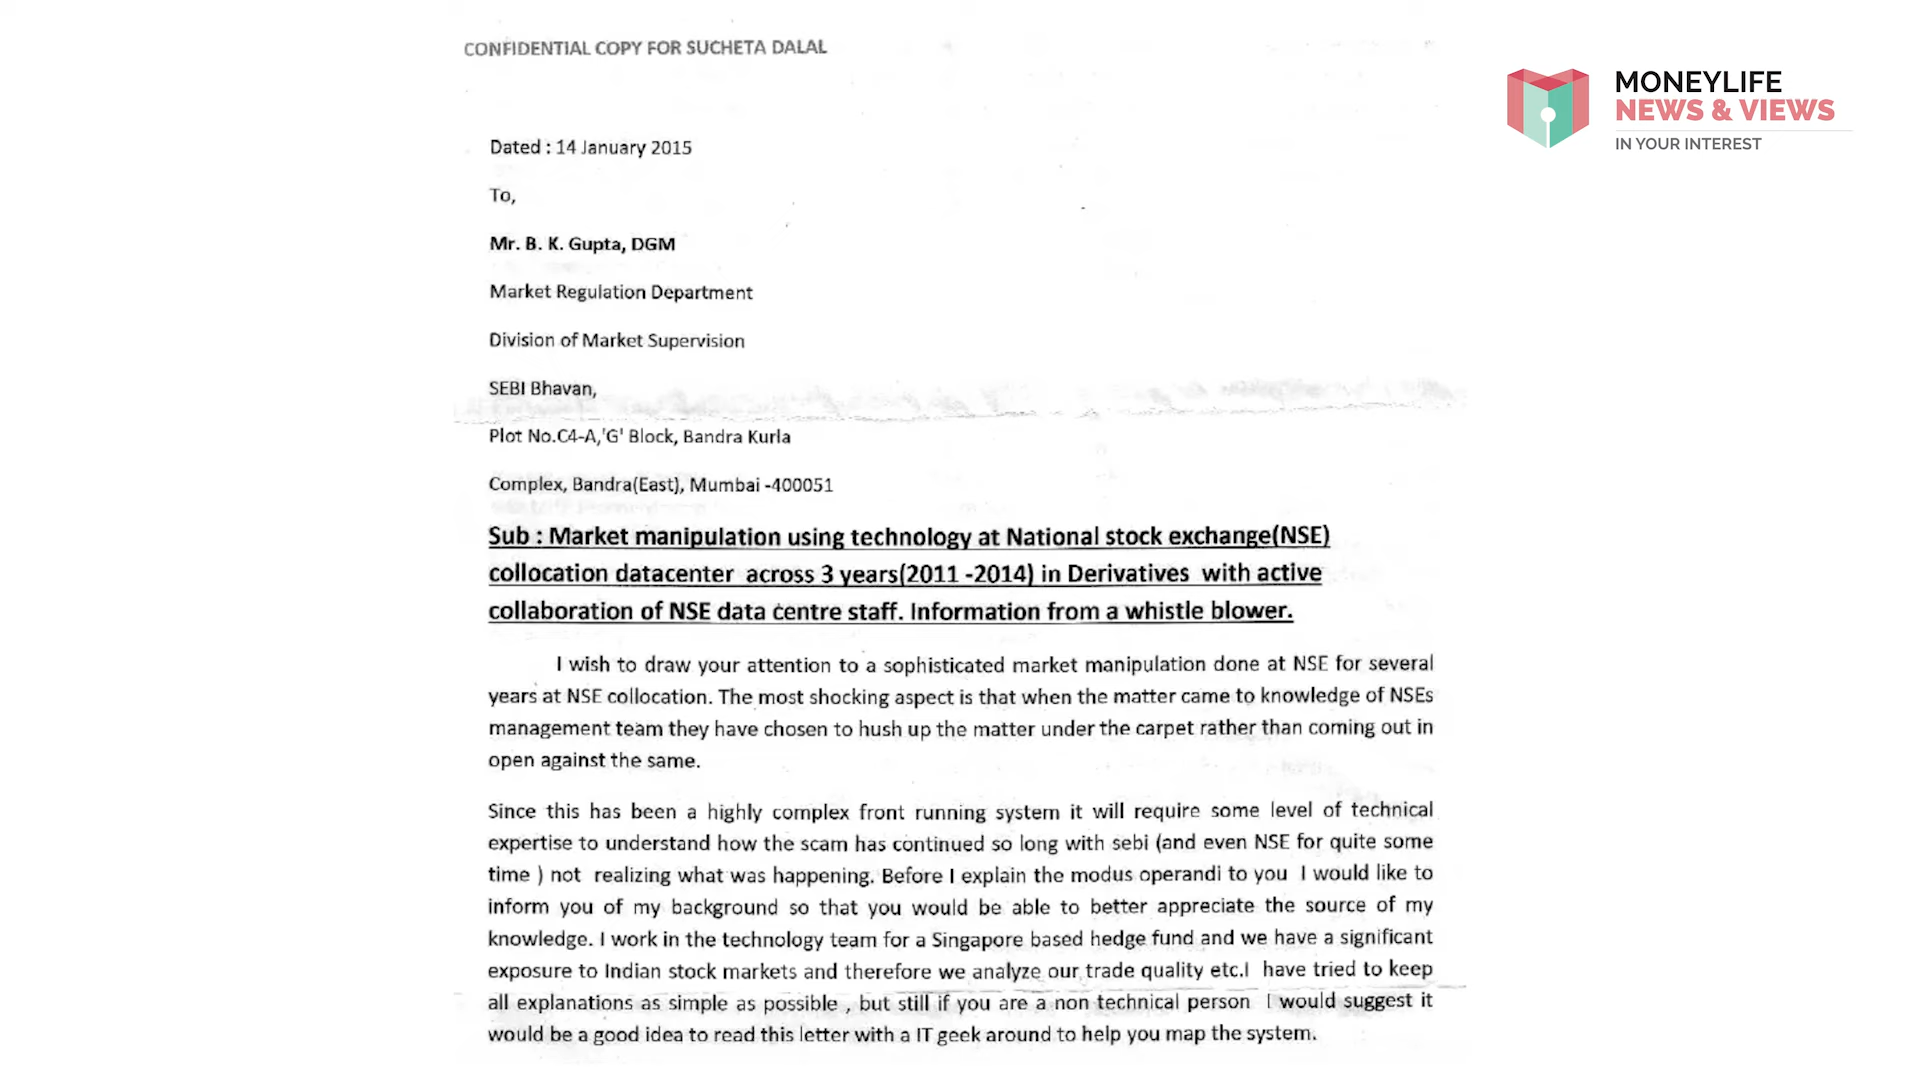 CONFIDENTIAL COPY FOR SUCHETA DALAL
MONEYLIFE
NEWS & VIEWS
IN YOUR INTEREST
Dated : 14 January 2015
To,
Mr. B. K. Gupta, DGM
Market Regulation Department
Division of Market Supervision
SEBI Bhavan,
Plot No.C4-A,'G' Block, Bandra Kurla
Complex, Bandra(East), Mumbai -400051
Sub : Market manipulation using technology at National stock exchange(NSE)
collocation datacenter across 3 years(2011 -2014) in Derivatives with active
collaboration of NSE data centre staff. Information from a whistle blower.
I wish to draw your attention to a sophisticated market manipulation done at NSE for several
years at NSE collocation. The most shocking aspect is that when the matter came to knowledge of NSEs
management team they have chosen to hush up the matter under the carpet rather than coming out in
open against the same.
Since this has been a highly complex front running system it will require some level of technical
expertise to understand how the scam has continued so long with sebi (and even NSE for quite some
time ) not realizing what was happening. Before I explain the modus operandi to you I would like to
inform you of my background so that you would be able to better appreciate the source of my
knowledge. I work in the technology team for a Singapore based hedge fund and we have a significant
exposure to Indian stock markets and therefore we analyze our trade quality etc.I have tried to keep
all explanations as simple as possible , but still if you are a non technical person I would suggest it
would be a good idea to read this letter with a IT geek around to help you map the system.